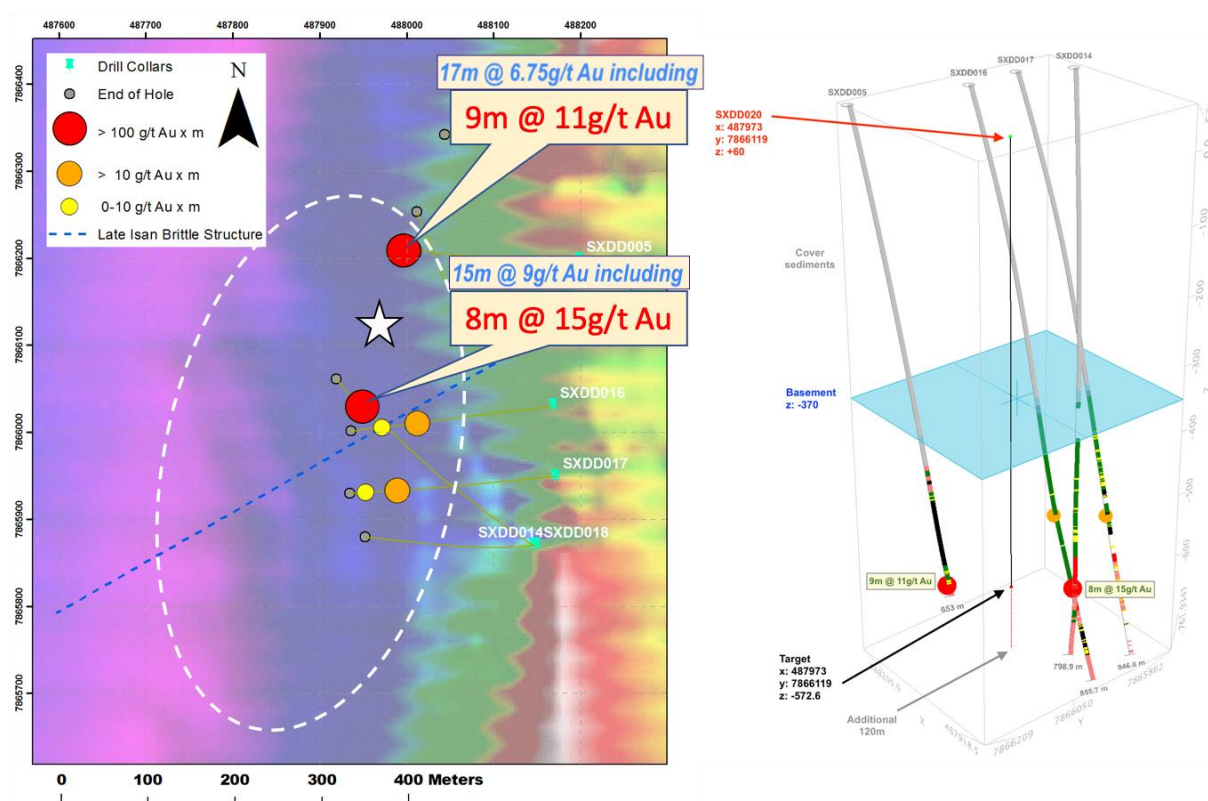 487600 487700 487800 487900 488000 488100 488200
7866400
7866300
7866200
7866100
7866000
7865900
7865800
7865700
Drill Collars
End of Hole
> 100 g/t Au x m
> 10 g/t Au x m
0-10 g/t Au x m
Late Isan Brittle Structure
N
17m @ 6.75g/t Au including
9m @ 11g/t Au
SXDD005
15m @ 9g/t Au including
8m @ 15g/t Au
SXDD016
SXDD017
SXDD014SXDD018
0 100 200 300 400 Meters
SXDD005
SXDD016
SXDD017
SXDD014
SXDD020
x: 487973
y: 7866119
z: +60
Cover
sediments
Basement
z: -370
0.0
-100
-200
-300
Z
-400
-500
-600
9m @ 11g/t Au
8m @ 15g/t Au
653 m
798.9 m
855.7 m
Target
x: 487973
y: 7866119
z: -572.6
Additional
120m
X
Y
7866209
7866050
7865862